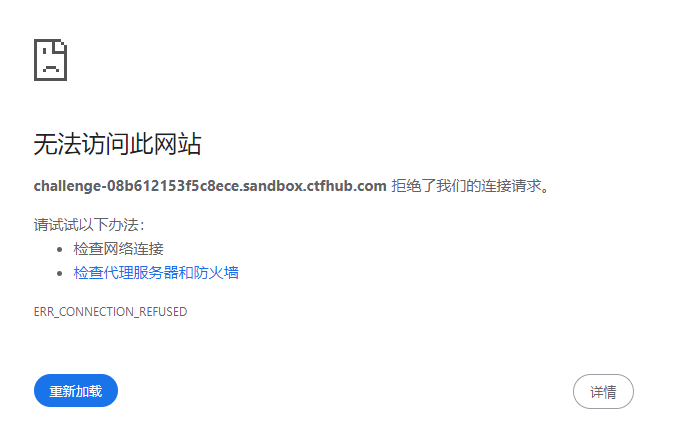 无法访问此网站
challenge-08b612153f5c8ece.sandbox.ctfhub.com 拒绝了我们的连接请求。
请试试以下办法：
• 检查网络连接
• 检查代理服务器和防火墙
ERR_CONNECTION_REFUSED
重新加载
详情